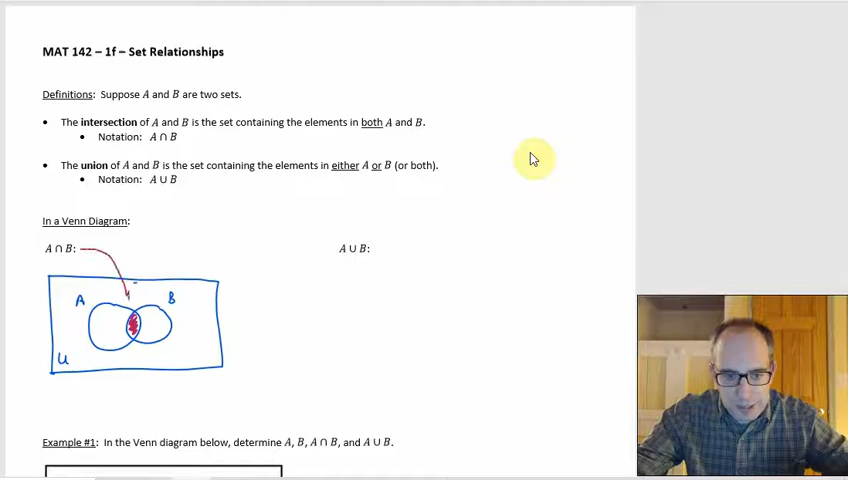 MAT 142 – 1f – Set Relationships
Definitions: Suppose A and B are two sets.
• The intersection of A and B is the set containing the elements in both A and B.
• Notation: A ∩ B
• The union of A and B is the set containing the elements in either A or B (or both).
• Notation: A ∪ B
In a Venn Diagram:
A ∩ B: A ∪ B:
A B
U
Example #1: In the Venn diagram below, determine A, B, A ∩ B, and A ∪ B.